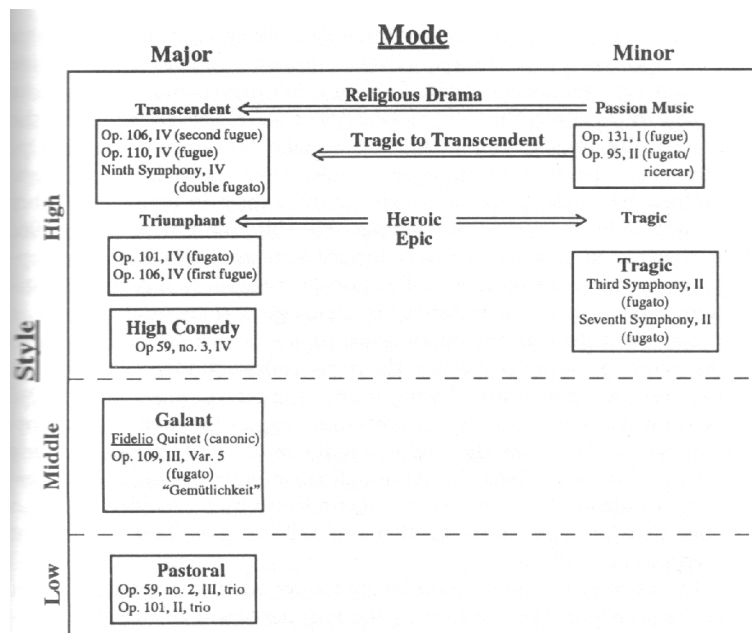 Mode
Major
Minor
Religious Drama
Transcendent
Passion Music
Op. 106, IV (second fugue)
Op. 110, IV (fugue)
Ninth Symphony, IV
(double fugato)
Tragic to Transcendent
Op. 131, I (fugue)
Op. 95, II (fugato/
ricercar)
High
Triumphant
Heroic
Epic
Tragic
Op. 101, IV (fugato)
Op. 106, IV (first fugue)
Tragic
Third Symphony, II
(fugato)
Seventh Symphony, II
(fugato)
High Comedy
Op 59, no. 3, IV
Style
Middle
Galant
Fidelio Quintet (canonic)
Op. 109, III, Var. 5
(fugato)
“Gemütlichkeit”
Low
Pastoral
Op. 59, no. 2, III, trio
Op. 101, II, trio